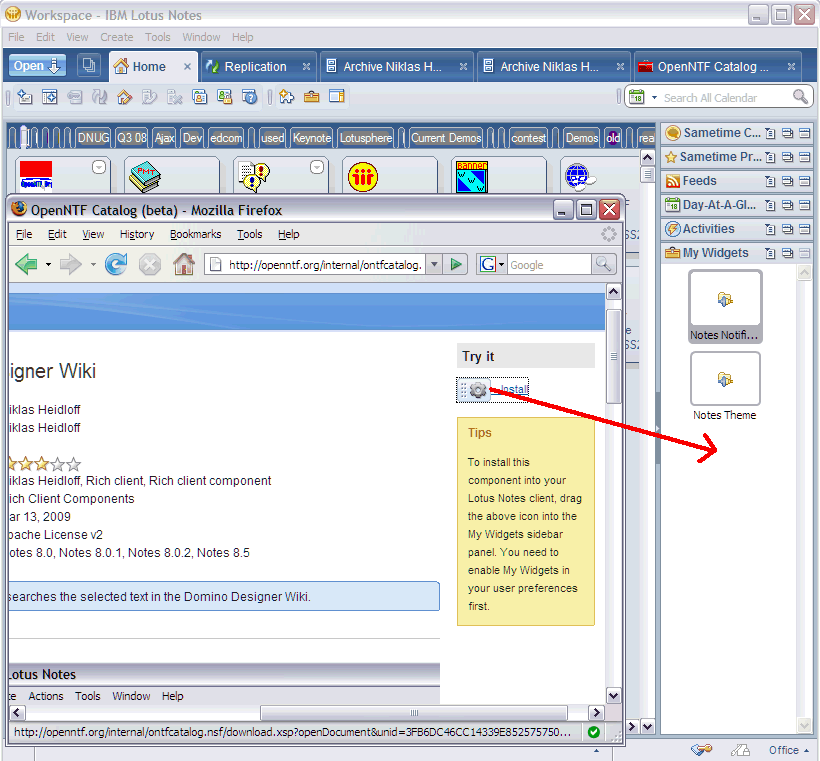 Workspace - IBM Lotus Notes
File Edit View Create Tools Window Help
Open Home Replication Archive Niklas H... Archive Niklas H... OpenNTF Catalog ...
Search All Calendar
DNUG Q3 08 Ajax Dev edcom used Keynote Lotusphere Current Demos contest Demos old rea
Sametime C...
Sametime Pr...
Feeds
Day-At-A-Gl...
Activities
My Widgets
Notes Notifi...
Notes Theme
OpenNTF Catalog (beta) - Mozilla Firefox
File Edit View History Bookmarks Tools Help
http://openntf.org/internal/ontfcatalog. Google
igner Wiki
iklas Heidloff
iklas Heidloff
iklas Heidloff, Rich client, Rich client component
ich Client Components
ar 13, 2009
pache License v2
otes 8.0, Notes 8.0.1, Notes 8.0.2, Notes 8.5
searches the selected text in the Domino Designer Wiki.
Try it
Install
Tips
To install this
component into your
Lotus Notes client, drag
the above icon into the
My Widgets sidebar
panel. You need to
enable My Widgets in
your user preferences
first.
Lotus Notes
Actions Tools Window Help
http://openntf.org/internal/ontfcatalog.nsf/download.xsp?openDocument&unid=3FB6DC46CC14339E852575750...
Office